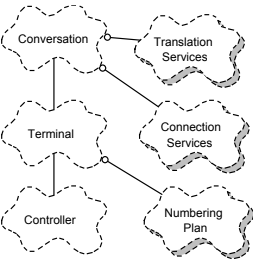 Conversation
Translation
Services
Terminal
Connection
Services
Controller
Numbering
Plan